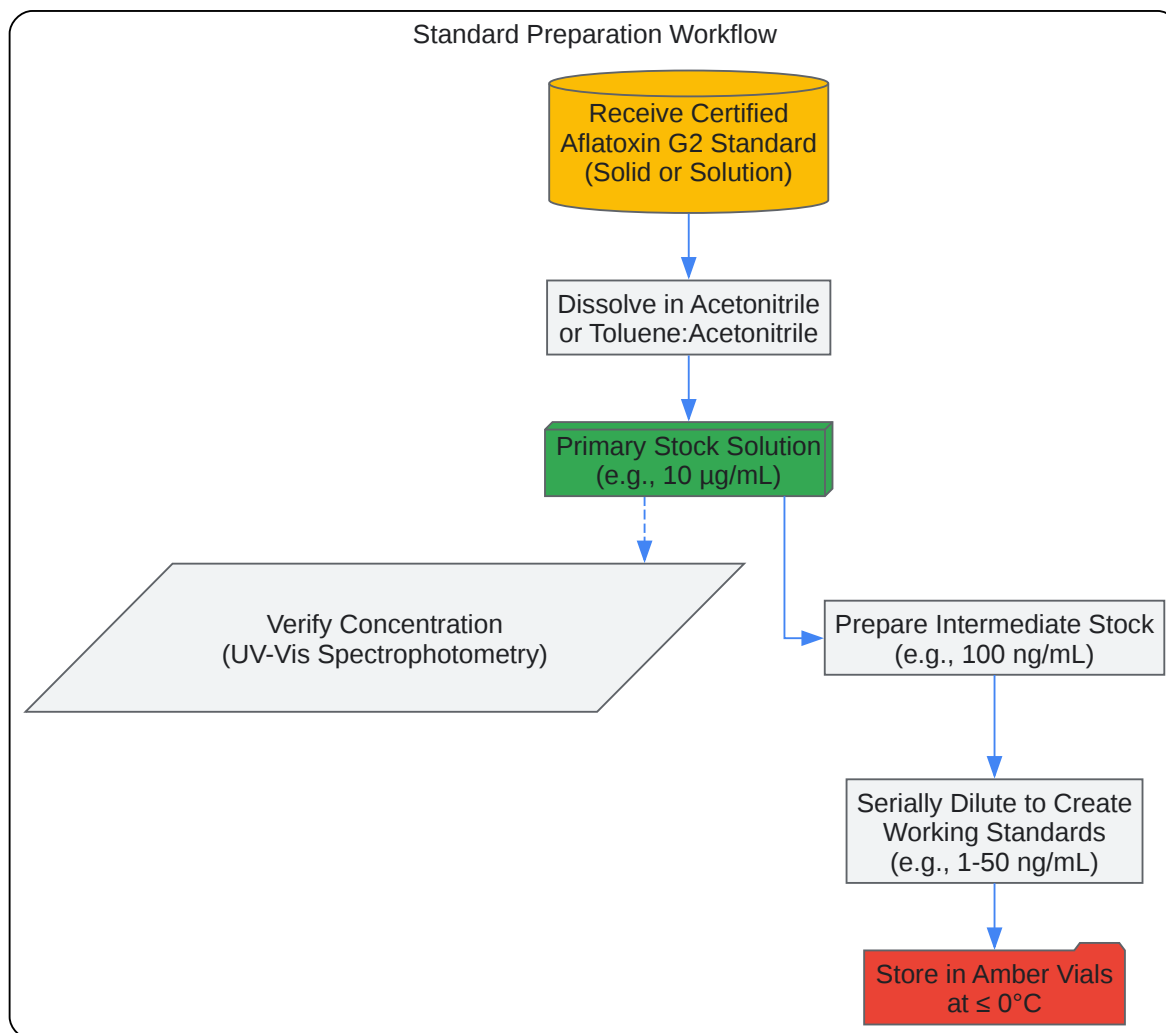 Standard Preparation Workflow
Receive Certified
Aflatoxin G2 Standard
(Solid or Solution)
Dissolve in Acetonitrile
or Toluene:Acetonitrile
Primary Stock Solution
(e.g., 10 µg/mL)
Verify Concentration
(UV-Vis Spectrophotometry)
Prepare Intermediate Stock
(e.g., 100 ng/mL)
Serially Dilute to Create
Working Standards
(e.g., 1-50 ng/mL)
Store in Amber Vials
at ≤ 0°C